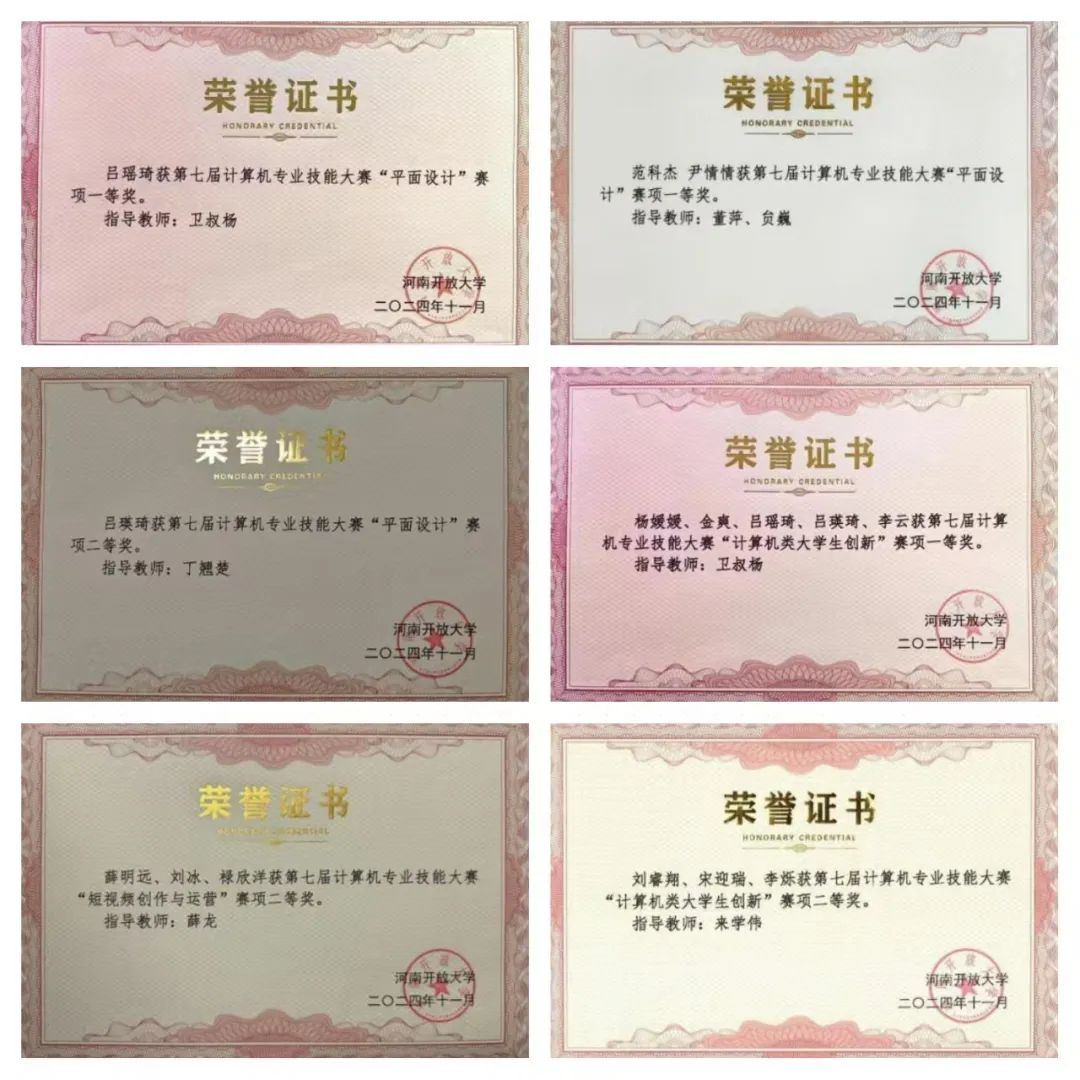 荣誉证书
HONORARY CREDENTIAL
吕瑶琦获第七届计算机专业技能大赛“平面设计”赛
项一等奖。
指导教师：卫叔杨
河南开放大学
二〇二四年十一月
荣誉证书
HONORARY CREDENTIAL
范科杰 尹情情获第七届计算机专业技能大赛“平面设
计”赛项一等奖。
指导教师：董萍、贠巍
河南开放大学
二〇二四年十一月
荣誉证书
HONORARY CREDENTIAL
吕瑛琦获第七届计算机专业技能大赛“平面设计”赛
项二等奖。
指导教师：丁翘楚
河南开放大学
二〇二四年十一月
荣誉证书
HONORARY CREDENTIAL
杨媛媛、金爽、吕瑶琦、吕瑛琦、李云获第七届计算
机专业技能大赛“计算机类大学生创新”赛项一等奖。
指导教师：卫叔杨
河南开放大学
二〇二四年十一月
荣誉证书
HONORARY CREDENTIAL
薛明远、刘冰、禄欣洋获第七届计算机专业技能大赛
“短视频创作与运营”赛项二等奖。
指导教师：薛龙
河南开放大学
二〇二四年十一月
荣誉证书
HONORARY CREDENTIAL
刘睿翔、宋迎瑞、李烁获第七届计算机专业技能大赛
“计算机类大学生创新”赛项二等奖。
指导教师：来学伟
河南开放大学
二〇二四年十一月